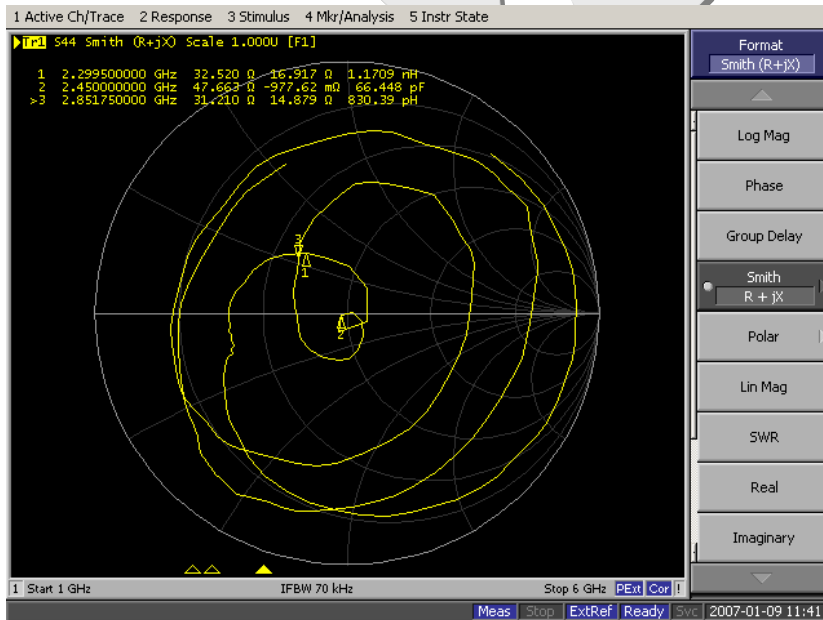 1 Active Ch/Trace 2 Response 3 Stimulus 4 Mkr/Analysis 5 Instr State
Tr1 S44 Smith (R+jX) Scale 1.000U [F1]
1 2.299500000 GHz 32.520 Ω 16.917 Ω 1.1709 nH
2 2.450000000 GHz 47.663 Ω -977.62 mΩ 66.448 pF
>3 2.851750000 GHz 31.210 Ω 14.879 Ω 830.39 pH
3
1
2
Format
Smith (R+jX)
Log Mag
Phase
Group Delay
Smith
R + jX
Polar
Lin Mag
SWR
Real
Imaginary
1 Start 1 GHz IFBW 70 kHz Stop 6 GHz PExt Cor !
Meas Stop ExtRef Ready Svc 2007-01-09 11:41